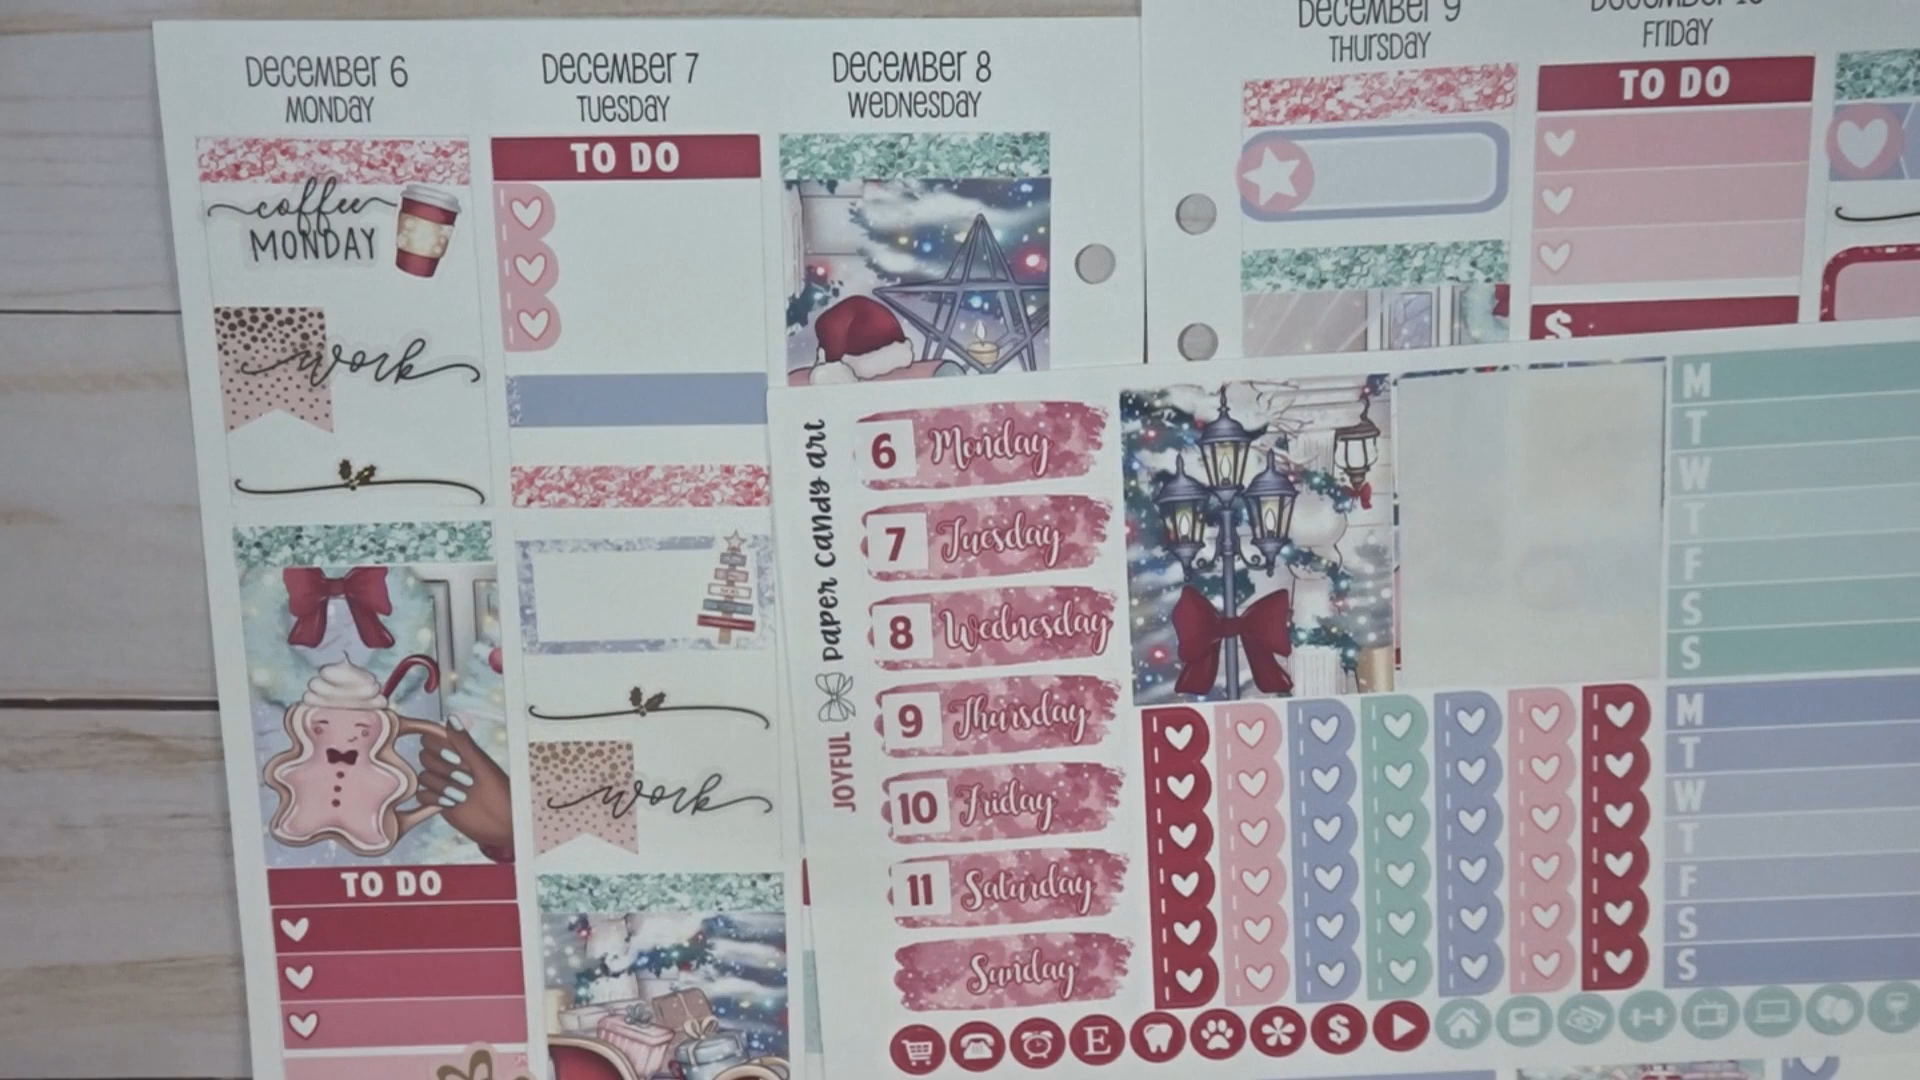 DECEMBER 6
MONDAY
coffee
MONDAY
work
TO DO
DECEMBER 7
TUESDAY
TO DO
work
DECEMBER 8
WEDNESDAY
DECEMBER 9
THURSDAY
FRIDAY
TO DO
$
JOYFUL paper candy art
6 Monday
7 Tuesday
8 Wednesday
9 Thursday
10 Friday
11 Saturday
Sunday
M
T
W
T
F
S
S
M
T
W
T
F
S
S
E
$